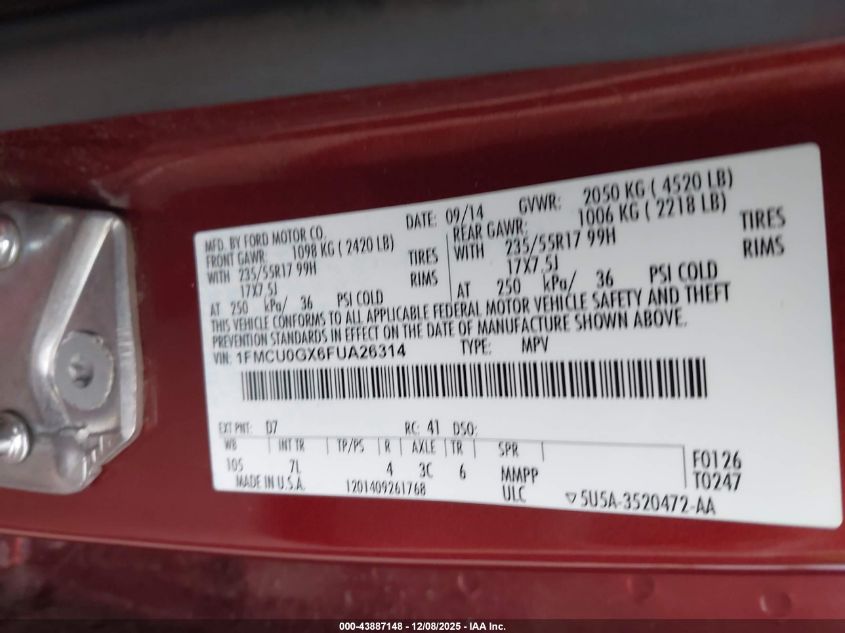 MFD. BY FORD MOTOR CO.
DATE: 09/14
GVWR: 2050 KG ( 4520 LB)
FRONT GAWR: 1098 KG ( 2420 LB)
REAR GAWR: 1006 KG ( 2218 LB)
WITH 235/55R17 99H TIRES
WITH 235/55R17 99H TIRES
17X7.5J RIMS
17X7.5J RIMS
AT 250 kPa/ 36 PSI COLD
AT 250 kPa/ 36 PSI COLD
THIS VEHICLE CONFORMS TO ALL APPLICABLE FEDERAL MOTOR VEHICLE SAFETY AND THEFT
PREVENTION STANDARDS IN EFFECT ON THE DATE OF MANUFACTURE SHOWN ABOVE.
VIN: 1FMCU0GX6FUA26314 TYPE: MPV
EXT PNT: D7 RC: 41 DSO:
WB | INT TR | TP/PS | R | AXLE | TR | SPR
105 7L 4 3C 6 MMPP
F0126
T0247
MADE IN U.S.A. 1201409261768 ULC ▽5U5A-3520472-AA
000-43887148 - 12/08/2025 - IAA Inc.